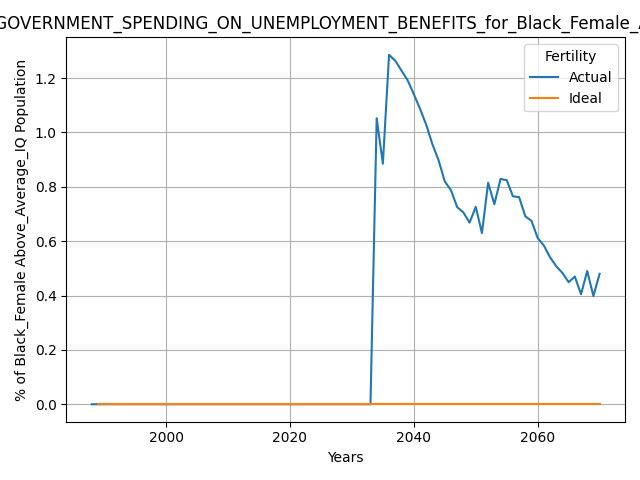 GOVERNMENT_SPENDING_ON_UNEMPLOYMENT_BENEFITS_for_Black_Female_A
Fertility
Actual
Ideal
% of Black_Female Above_Average_IQ Population
1.2
1.0
0.8
0.6
0.4
0.2
0.0
2000 2020 2040 2060
Years